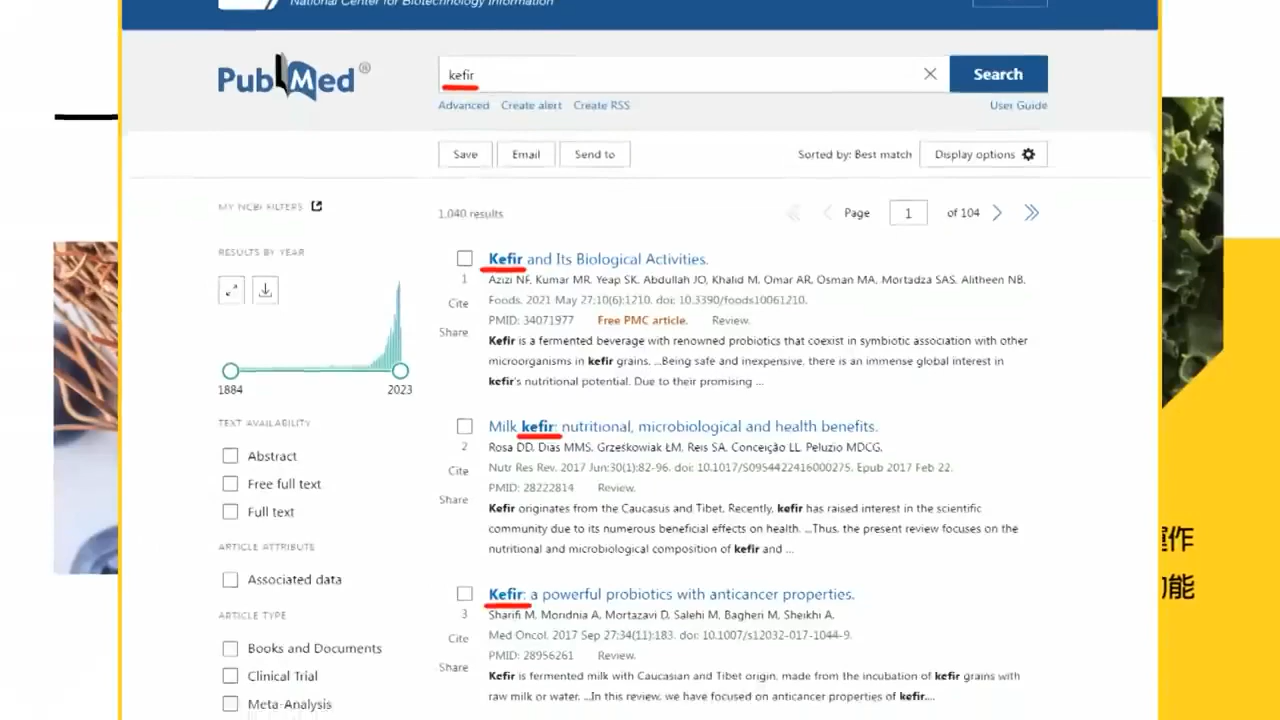 National Center for Biotechnology Information
PubMed®
kefir
Search
Advanced Create alert Create RSS
User Guide
Save Email Send to
Sorted by: Best match Display options
MY NCBI FILTERS
1,040 results
Page 1 of 104
RESULTS BY YEAR
1884 2023
TEXT AVAILABILITY
Abstract
Free full text
Full text
ARTICLE ATTRIBUTE
Associated data
ARTICLE TYPE
Books and Documents
Clinical Trial
Meta-Analysis
Kefir and Its Biological Activities.
1
Cite
Share
Azizi NF, Kumar MR, Yeap SK, Abdullah JO, Khalid M, Omar AR, Osman MA, Mortadza SAS, Alitheen NB.
Foods. 2021 May 27;10(6):1210. doi: 10.3390/foods10061210.
PMID: 34071977 Free PMC article. Review.
Kefir is a fermented beverage with renowned probiotics that coexist in symbiotic association with other
microorganisms in kefir grains. ...Being safe and inexpensive, there is an immense global interest in
kefir's nutritional potential. Due to their promising ...
Milk kefir: nutritional, microbiological and health benefits.
2
Cite
Share
Rosa DD, Dias MMS, Grześkowiak ŁM, Reis SA, Conceição LL, Peluzio MDCG.
Nutr Res Rev. 2017 Jun;30(1):82-96. doi: 10.1017/S0954422416000275. Epub 2017 Feb 22.
PMID: 28222814 Review.
Kefir originates from the Caucasus and Tibet. Recently, kefir has raised interest in the scientific
community due to its numerous beneficial effects on health. ...Thus, the present review focuses on the
nutritional and microbiological composition of kefir and ...
Kefir: a powerful probiotics with anticancer properties.
3
Cite
Share
Sharifi M, Moridnia A, Mortazavi D, Salehi M, Bagheri M, Sheikhi A.
Med Oncol. 2017 Sep 27;34(11):183. doi: 10.1007/s12032-017-1044-9.
PMID: 28956261 Review.
Kefir is fermented milk with Caucasian and Tibet origin, made from the incubation of kefir grains with
raw milk or water. ...In this review, we have focused on anticancer properties of kefir....
運作
功能